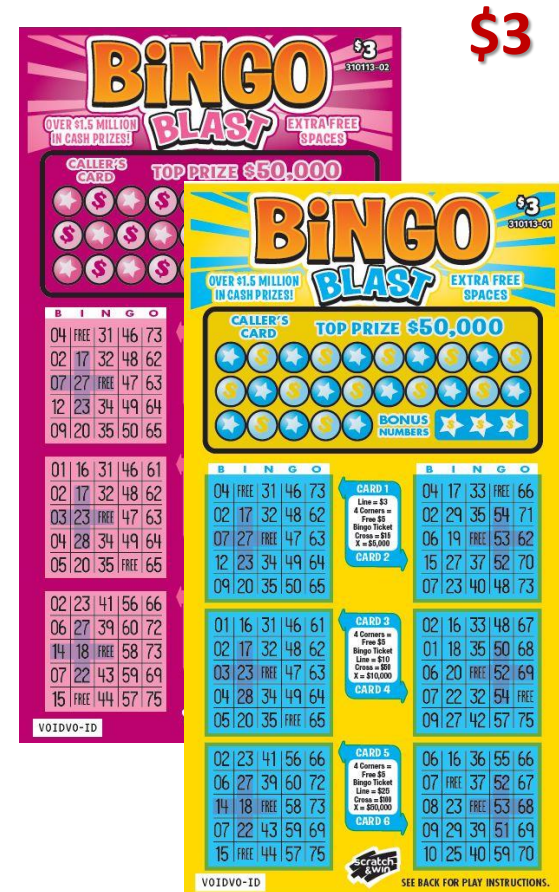 $3
BiNGO
$3
310113-02
BLAST
OVER $1.5 MILLION
IN CASH PRIZES!
EXTRA FREE
SPACES
CALLER'S
CARD
TOP PRIZE $50,000
B I N G O
04 FREE 31 46 73
02 17 32 48 62
07 27 FREE 47 63
12 23 34 49 64
09 20 35 50 65
01 16 31 46 61
02 17 32 48 62
03 23 FREE 47 63
04 28 34 49 64
05 20 35 FREE 65
02 23 41 56 66
06 27 39 60 72
14 18 FREE 58 73
07 22 43 59 69
15 FREE 44 57 75
VOIDVO-ID
BiNGO
$3
310113-01
BLAST
OVER $1.5 MILLION
IN CASH PRIZES!
EXTRA FREE
SPACES
CALLER'S
CARD
TOP PRIZE $50,000
BONUS
NUMBERS
B I N G O
04 FREE 31 46 73
02 17 32 48 62
07 27 FREE 47 63
12 23 34 49 64
09 20 35 50 65
CARD 1
Line = $3
4 Corners =
Free $5
Bingo Ticket
Cross = $15
X = $5,000
CARD 2
B I N G O
04 17 33 FREE 66
02 29 35 54 71
06 19 FREE 53 62
15 27 37 52 70
07 23 40 48 73
01 16 31 46 61
02 17 32 48 62
03 23 FREE 47 63
04 28 34 49 64
05 20 35 FREE 65
CARD 3
4 Corners =
Free $5
Bingo Ticket
Line = $10
Cross = $50
X = $10,000
CARD 4
02 16 33 48 67
01 18 35 50 68
06 20 FREE 52 69
07 22 32 54 FREE
09 27 42 57 75
02 23 41 56 66
06 27 39 60 72
14 18 FREE 58 73
07 22 43 59 69
15 FREE 44 57 75
CARD 5
4 Corners =
Free $5
Bingo Ticket
Line = $25
Cross = $100
X = $50,000
CARD 6
06 16 36 55 66
07 FREE 37 52 67
08 23 FREE 53 68
09 29 39 51 69
10 25 40 59 70
VOIDVO-ID
scratch
&win
SEE BACK FOR PLAY INSTRUCTIONS.